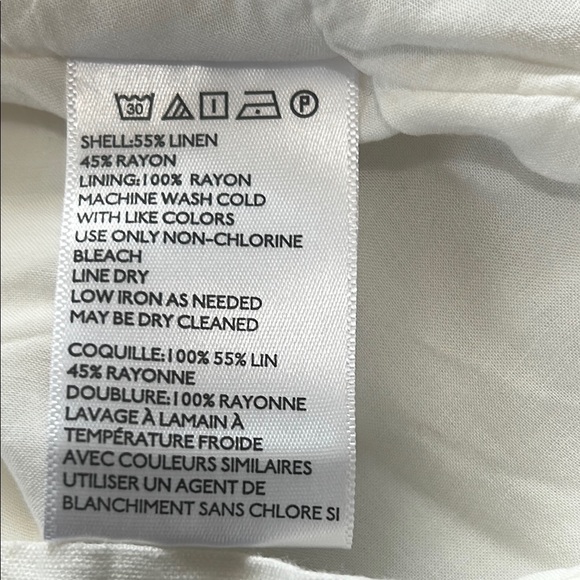 30 P
SHELL:55% LINEN
45% RAYON
LINING:100% RAYON
MACHINE WASH COLD
WITH LIKE COLORS
USE ONLY NON-CHLORINE
BLEACH
LINE DRY
LOW IRON AS NEEDED
MAY BE DRY CLEANED
COQUILLE:100% 55% LIN
45% RAYONNE
DOUBLURE:100% RAYONNE
LAVAGE À LAMAIN À
TEMPÉRATURE FROIDE
AVEC COULEURS SIMILAIRES
UTILISER UN AGENT DE
BLANCHIMENT SANS CHLORE SI